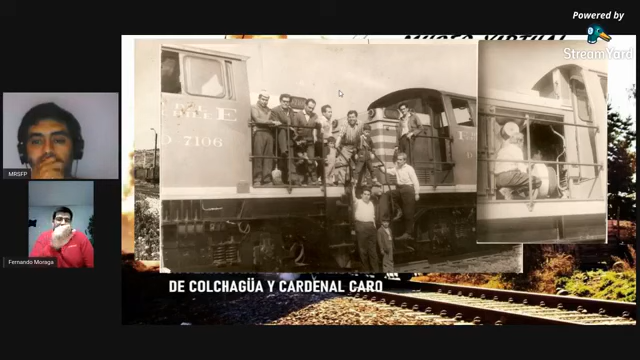 Powered by
StreamYard
D 7106
MRSFP
Fernando Moraga
DE COLCHAGÜA Y CARDENAL CARO